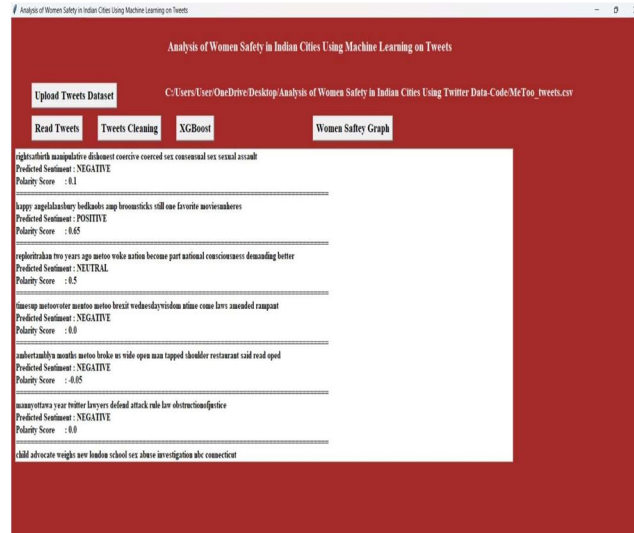 Analysis of Women Safety in Indian Cities Using Machine Learning on Tweets
Analysis of Women Safety in Indian Cities Using Machine Learning on Tweets
Upload Tweets Dataset
C:/Users/User/OneDrive/Desktop/Analysis of Women Safety in Indian Cities Using Twitter Data-Code/MeToo_tweets.csv
Read Tweets Tweets Cleaning XGBoost Women Saftey Graph
rightsatbirth manipulative dishonest coercive coerced sex consensual sex sexual assault
Predicted Sentiment : NEGATIVE
Polarity Score : 0.1
happy angelalansbury bedknobs amp broomsticks still one favorite moviesnnheres
Predicted Sentiment : POSITIVE
Polarity Score : 0.65
reploritrahan two years ago metoo woke nation become part national consciousness demanding better
Predicted Sentiment : NEUTRAL
Polarity Score : 0.5
timesup metoovoter mentoo metoo brexit wednesdaywisdom ntime come laws amended rampant
Predicted Sentiment : NEGATIVE
Polarity Score : 0.0
ambertamblyn months metoo broke us wide open man tapped shoulder restaurant said read oped
Predicted Sentiment : NEGATIVE
Polarity Score : -0.05
mannyottawa year twitter lawyers defend attack rule law obstructionofjustice
Predicted Sentiment : NEGATIVE
Polarity Score : 0.0
child advocate weighs new london school sex abuse investigation nbc connecticut